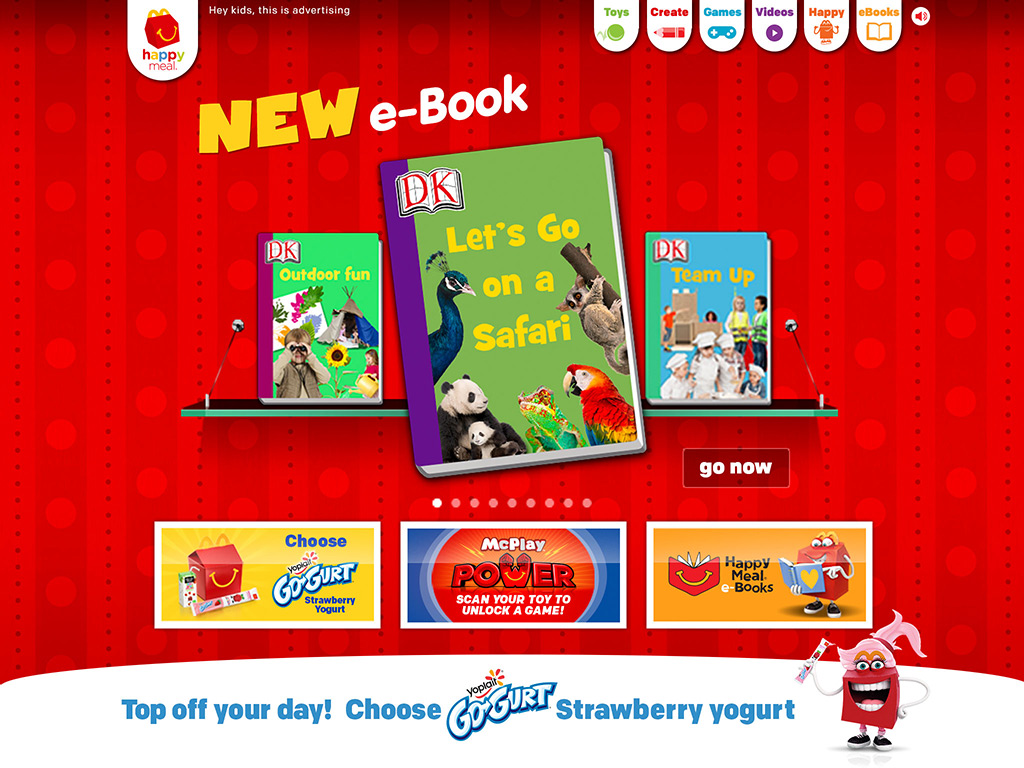 Hey kids, this is advertising
happy
meal.
Toys
Create
Games
Videos
Happy
eBooks
NEW e-Book
DK
Outdoor fun
DK
Let's Go
on a
Safari
DK
Team Up
go now
Choose
Yoplait
GO-GURT
Strawberry
Yogurt
McPlay
POWER
SCAN YOUR TOY TO
UNLOCK A GAME!
Happy
Meal®
e-Books
Top off your day! Choose Yoplait GO-GURT Strawberry yogurt